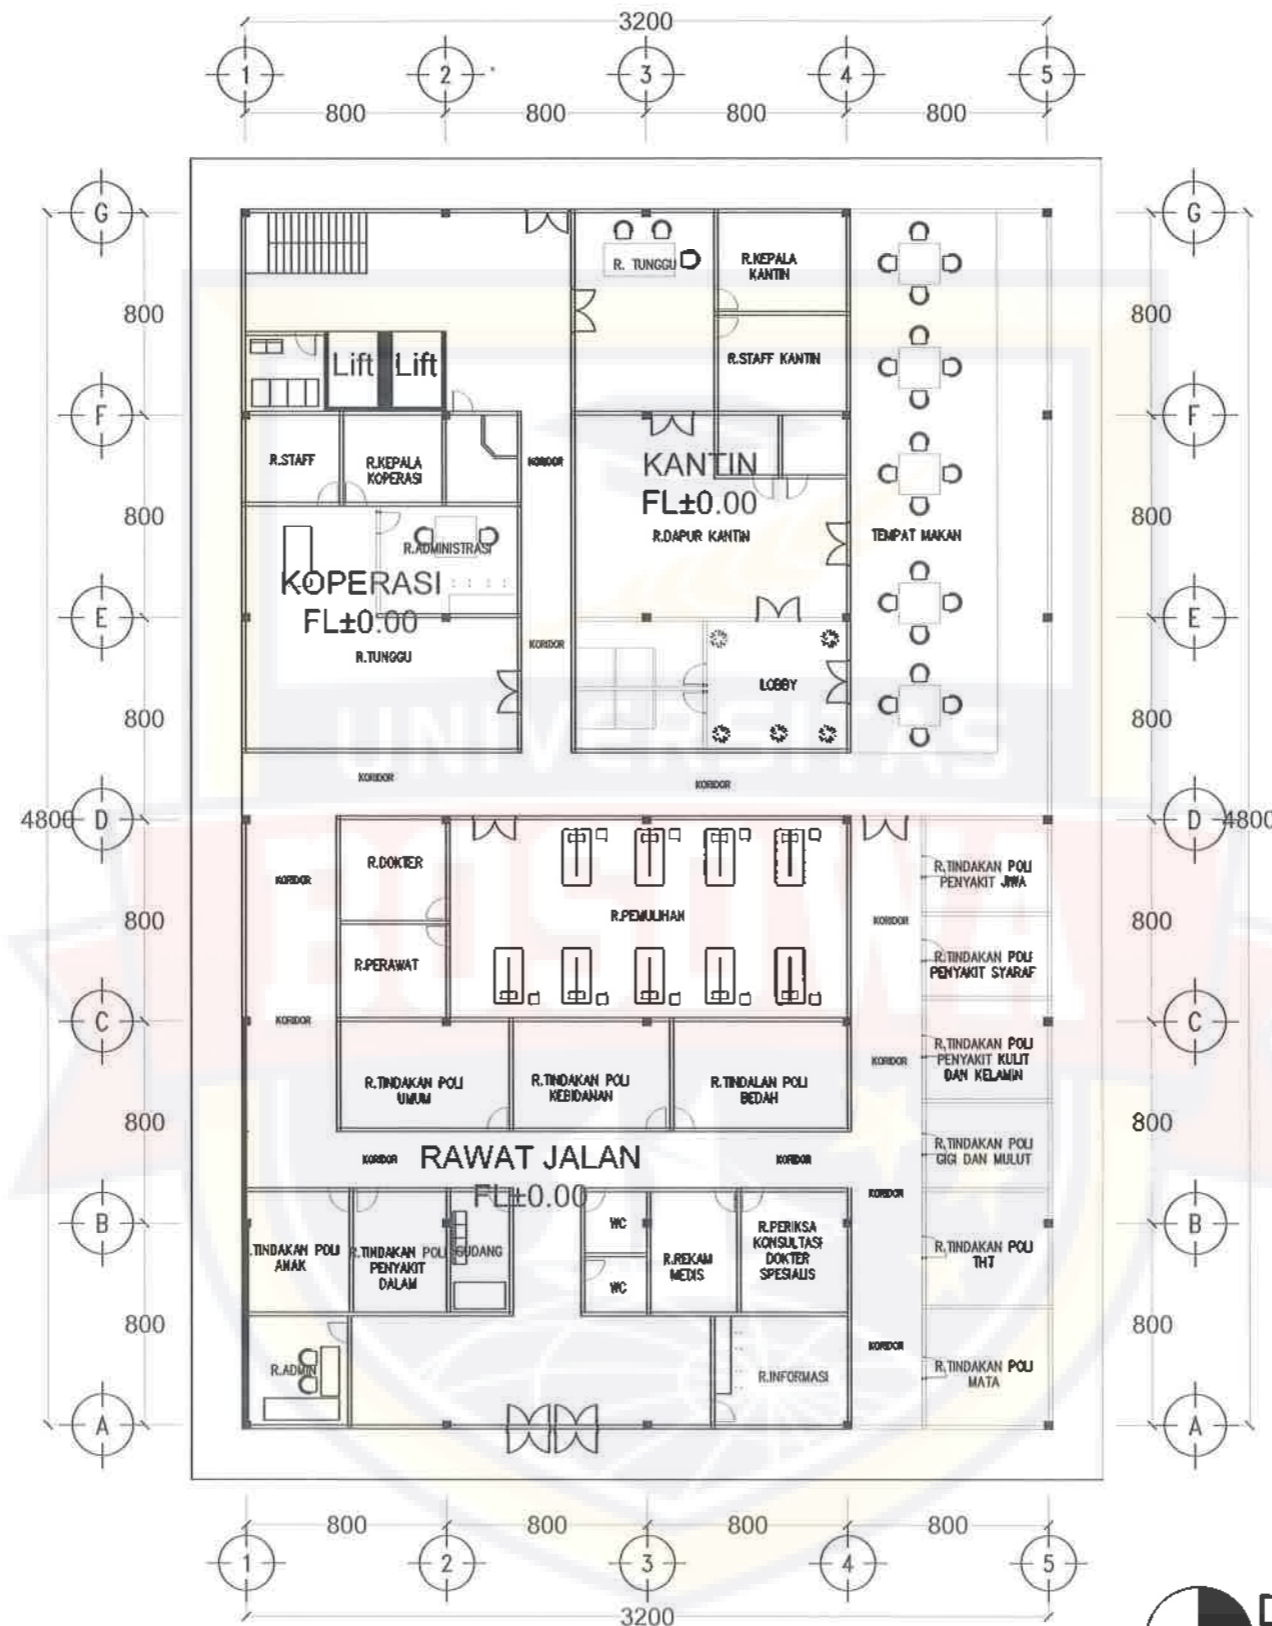 3200
1 2 3 4 5
800 800 800 800
G G
800 800
F F
800 800
E E
800 800
4800 D D 4800
800 800
C C
800 800
B B
800 800
A A
R. TUNGGU
R.KEPALA
KANTIN
R.STAFF KANTIN
Lift Lift
R.STAFF
R.KEPALA
KOPERASI
KORIDOR
KANTIN
FL±0.00
R.DAPUR KANTIN
TEMPAT MAKAN
R.ADMINISTRASI
KOPERASI
FL±0.00
R.TUNGGU
KORIDOR
LOBBY
UNIVERSITAS
KORIDOR
KORIDOR
BOSOWA
R.DOKTER
KORIDOR
R.PEMULIHAN
R.PERAWAT
KORIDOR
KORIDOR
R.TINDAKAN POLI
PENYAKIT JIWA
R.TINDAKAN POLI
PENYAKIT SYARAF
R.TINDAKAN POLI
PENYAKIT KULIT
DAN KELAMIN
KORIDOR
R.TINDAKAN POLI
UMUM
R.TINDAKAN POLI
KEBIDANAN
R.TINDALAN POLI
BEDAH
R.TINDAKAN POLI
GIGI DAN MULUT
KORIDOR
RAWAT JALAN
FL±0.00
KORIDOR
KORIDOR
.TINDAKAN POLI
ANAK
R.TINDAKAN POLI
PENYAKIT
DALAM
GUDANG
WC
WC
R.REKAM
MEDIS
R.PERIKSA
KONSULTASI
DOKTER
SPESIALIS
R.TINDAKAN POLI
THT
KORIDOR
R.ADMIN
R.INFORMASI
R.TINDAKAN POLI
MATA
800 800 800 800
1 2 3 4 5
3200